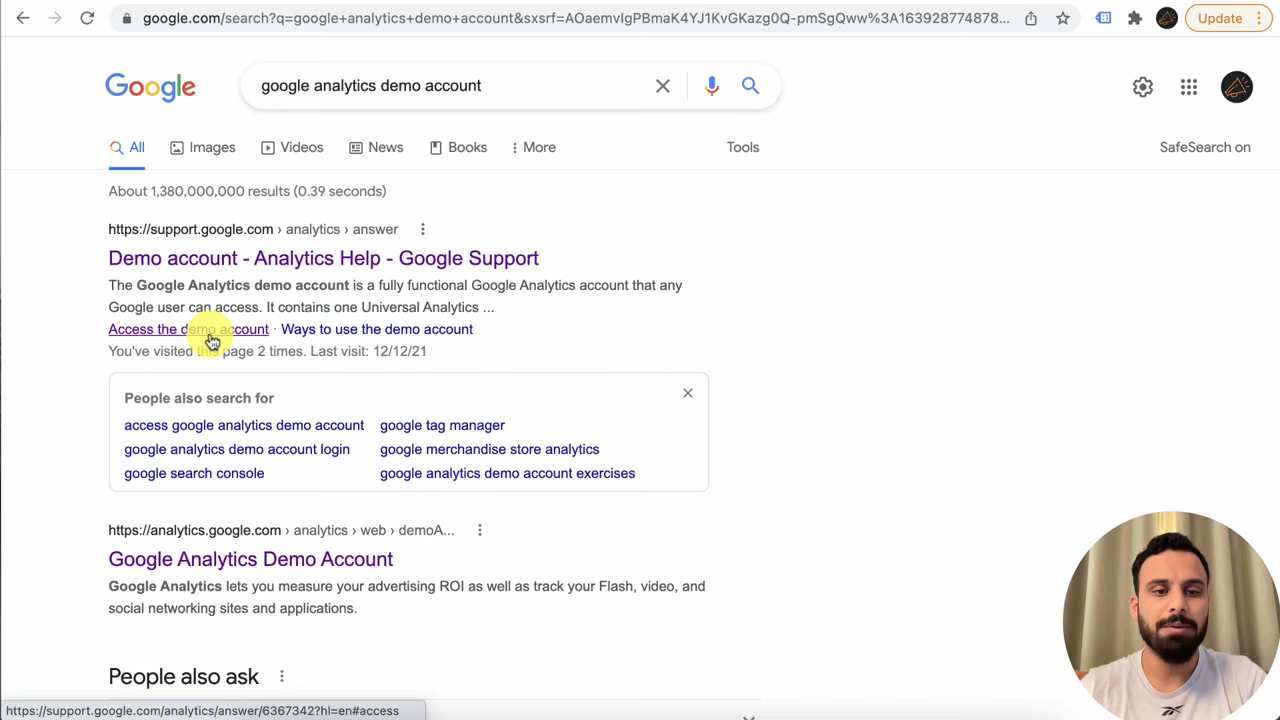 google.com/search?q=google+analytics+demo+account&sxsrf=AOaemvIgPBmaK4YJ1KvGKazg0Q-pmSgQww%3A163928774878...
Update
Google
google analytics demo account
All
Images
Videos
News
Books
More
Tools
SafeSearch on
About 1,380,000,000 results (0.39 seconds)
https://support.google.com › analytics › answer
Demo account - Analytics Help - Google Support
The Google Analytics demo account is a fully functional Google Analytics account that any
Google user can access. It contains one Universal Analytics ...
Access the demo account · Ways to use the demo account
You've visited this page 2 times. Last visit: 12/12/21
People also search for
access google analytics demo account
google tag manager
google analytics demo account login
google merchandise store analytics
google search console
google analytics demo account exercises
https://analytics.google.com › analytics › web › demoA...
Google Analytics Demo Account
Google Analytics lets you measure your advertising ROI as well as track your Flash, video, and
social networking sites and applications.
People also ask
https://support.google.com/analytics/answer/6367342?hl=en#access